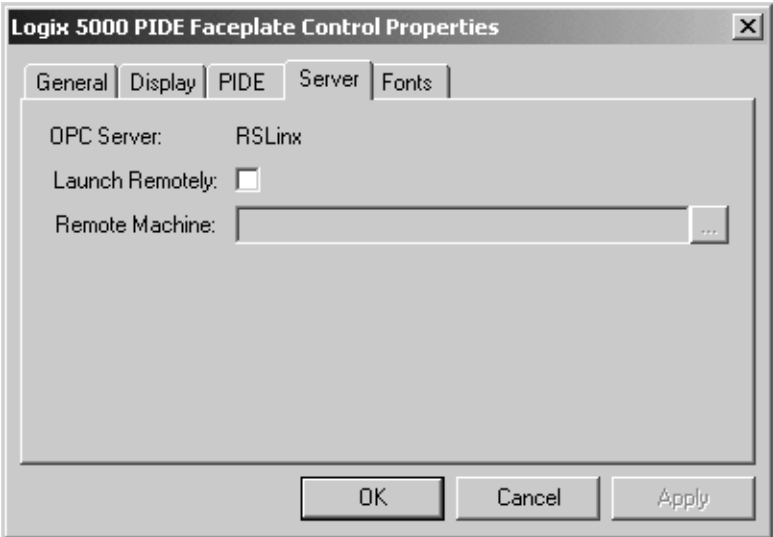 Logix 5000 PIDE Faceplate Control Properties
General Display PIDE Server Fonts
OPC Server: RSLinx
Launch Remotely:
Remote Machine: ...
OK Cancel Apply